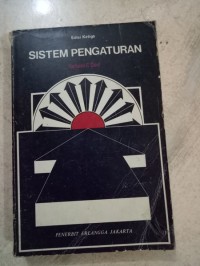 Edisi Ketiga
SISTEM PENGATURAN
PENERBIT ERLANGGA JAKARTA